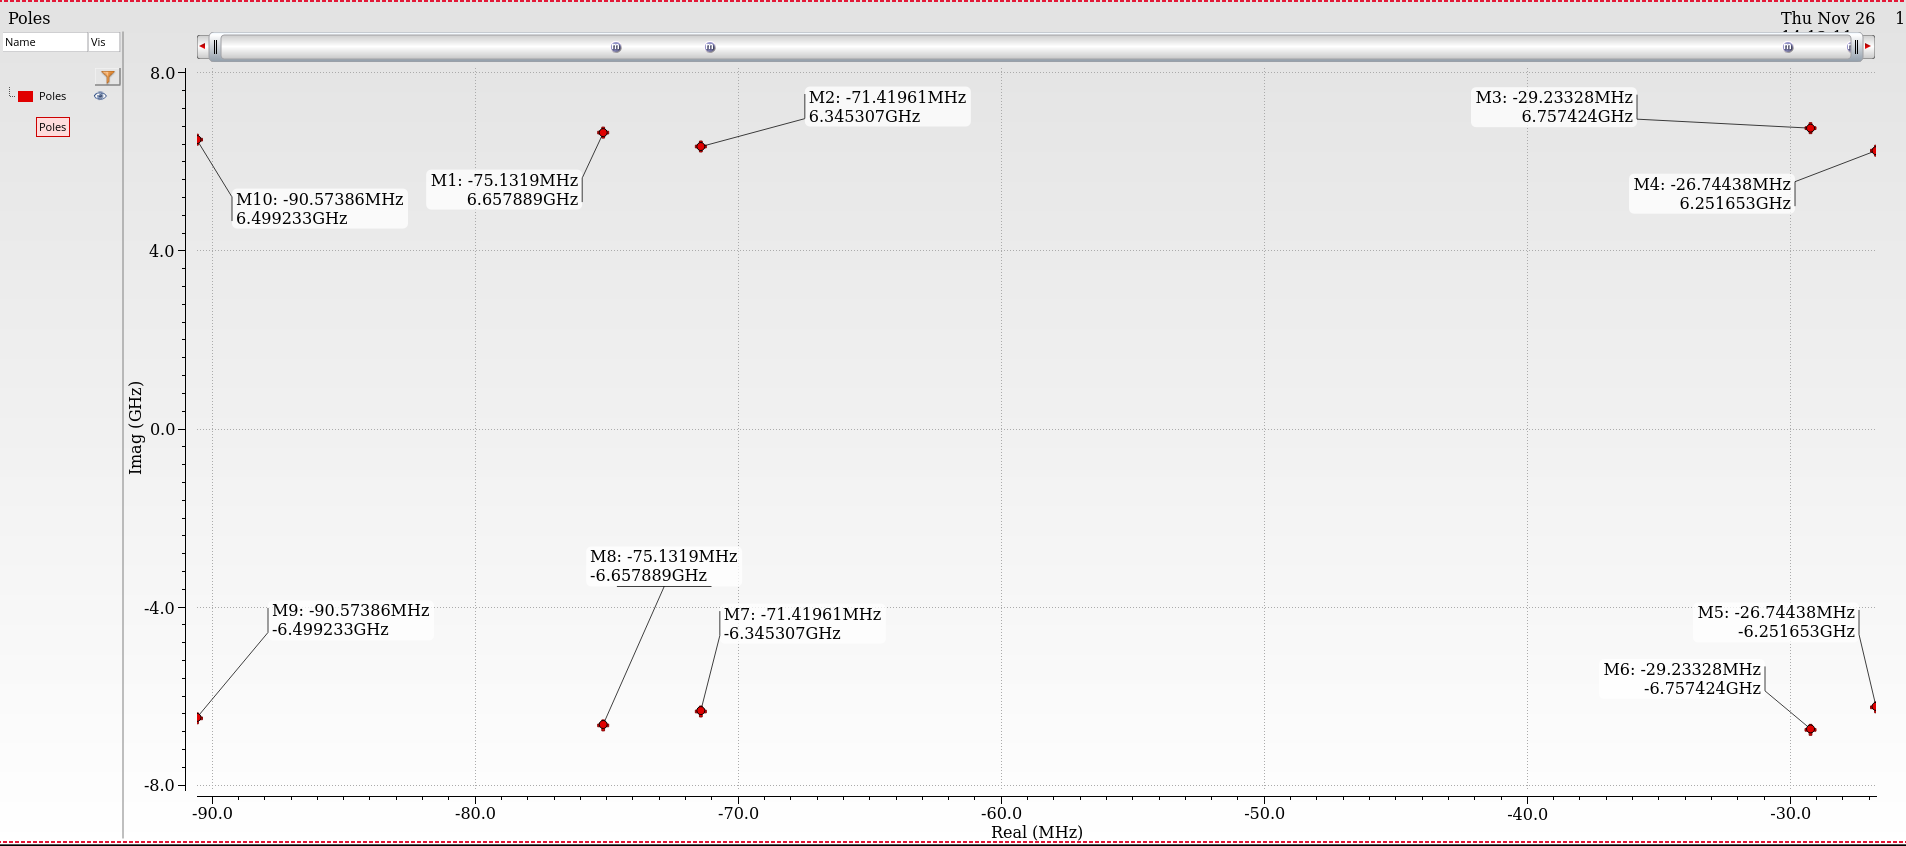 Poles
Thu Nov 26 1
Name Vis
Poles
Poles
8.0
4.0
0.0
-4.0
-8.0
Imag (GHz)
M2: -71.41961MHz
6.345307GHz
M3: -29.23328MHz
6.757424GHz
M1: -75.1319MHz
6.657889GHz
M4: -26.74438MHz
6.251653GHz
M10: -90.57386MHz
6.499233GHz
M8: -75.1319MHz
-6.657889GHz
M9: -90.57386MHz
-6.499233GHz
M7: -71.41961MHz
-6.345307GHz
M5: -26.74438MHz
-6.251653GHz
M6: -29.23328MHz
-6.757424GHz
-90.0 -80.0 -70.0 -60.0 -50.0 -40.0 -30.0
Real (MHz)